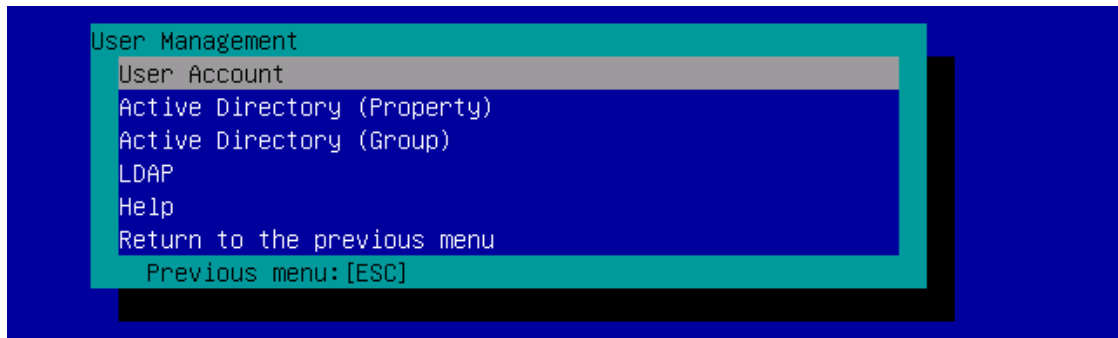 User Management
User Account
Active Directory (Property)
Active Directory (Group)
LDAP
Help
Return to the previous menu
Previous menu:[ESC]